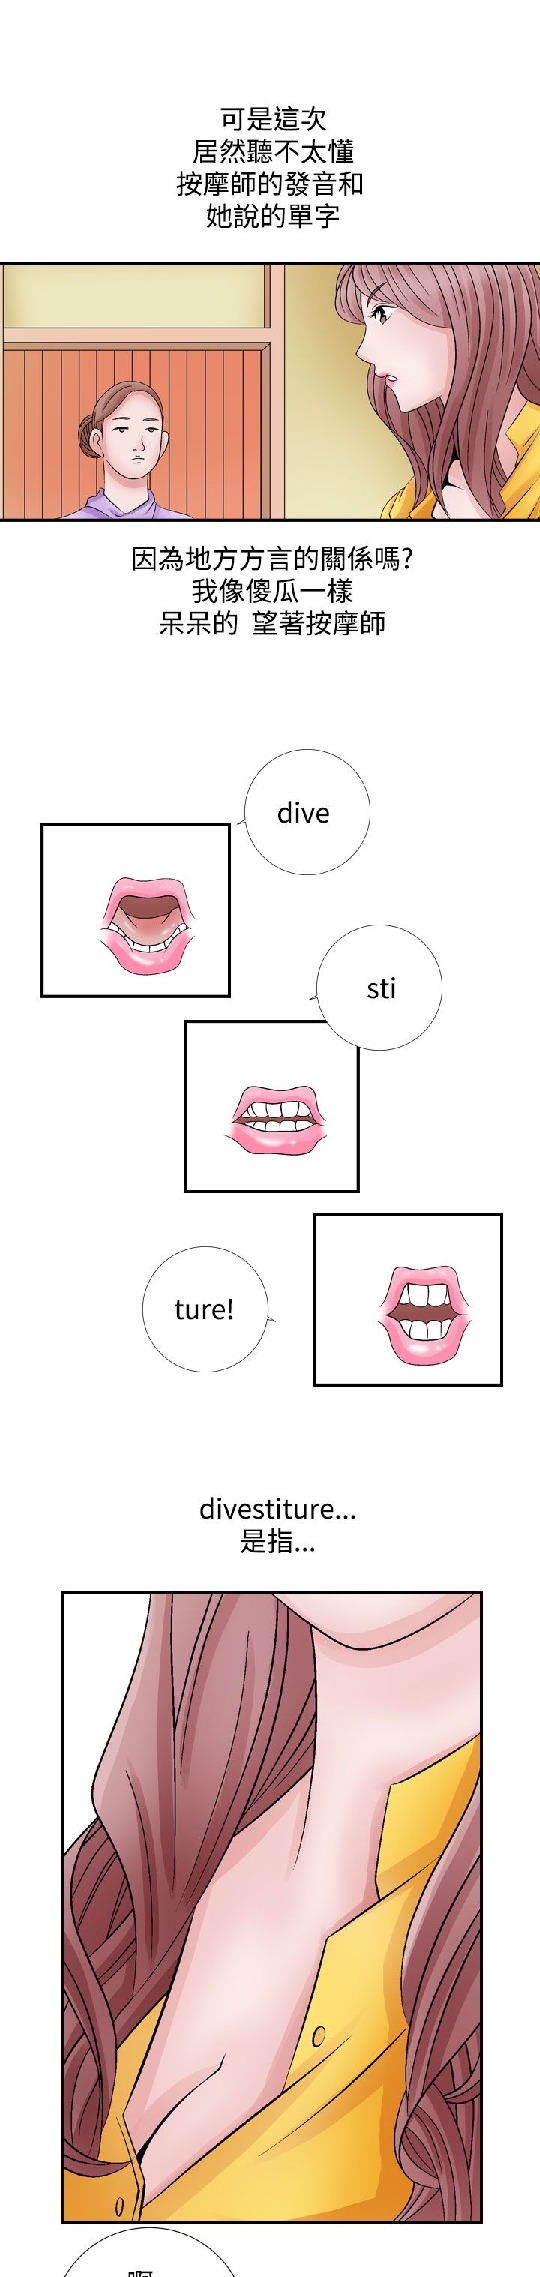 可是這次
居然聽不太懂
按摩師的發音和
她說的單字
因為地方方言的關係嗎?
我像傻瓜一樣
呆呆的 望著按摩師
dive
sti
ture!
divestiture...
是指...
啊